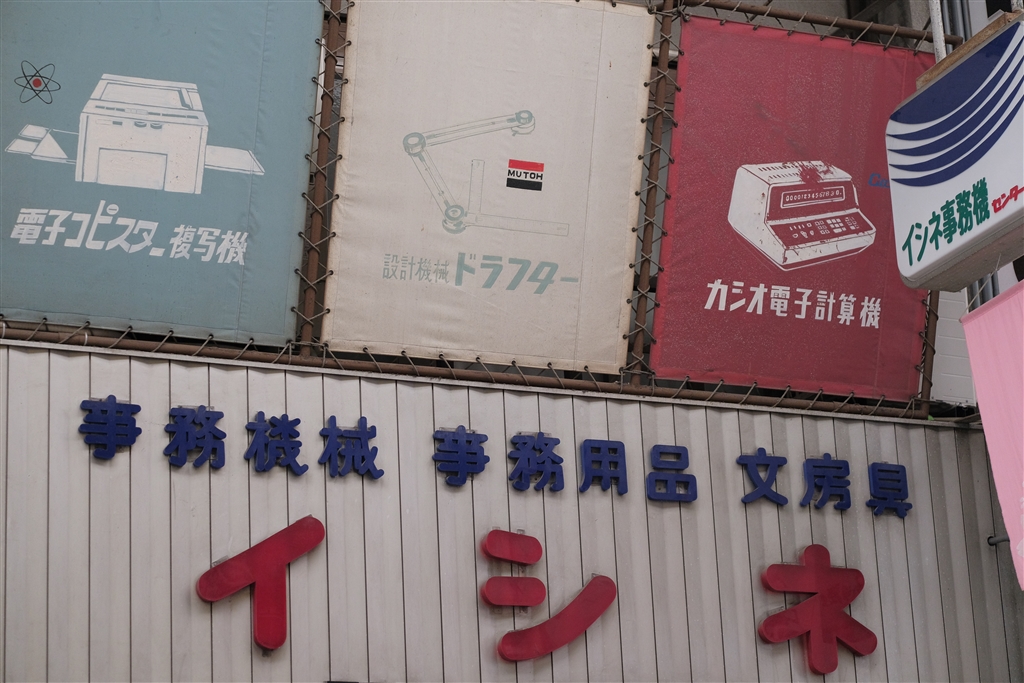 電子コピスター複写機
MUTOH
設計機械ドラフター
カシオ電子計算機
イシネ事務機センター
事務機械 事務用品 文房具
イシネ